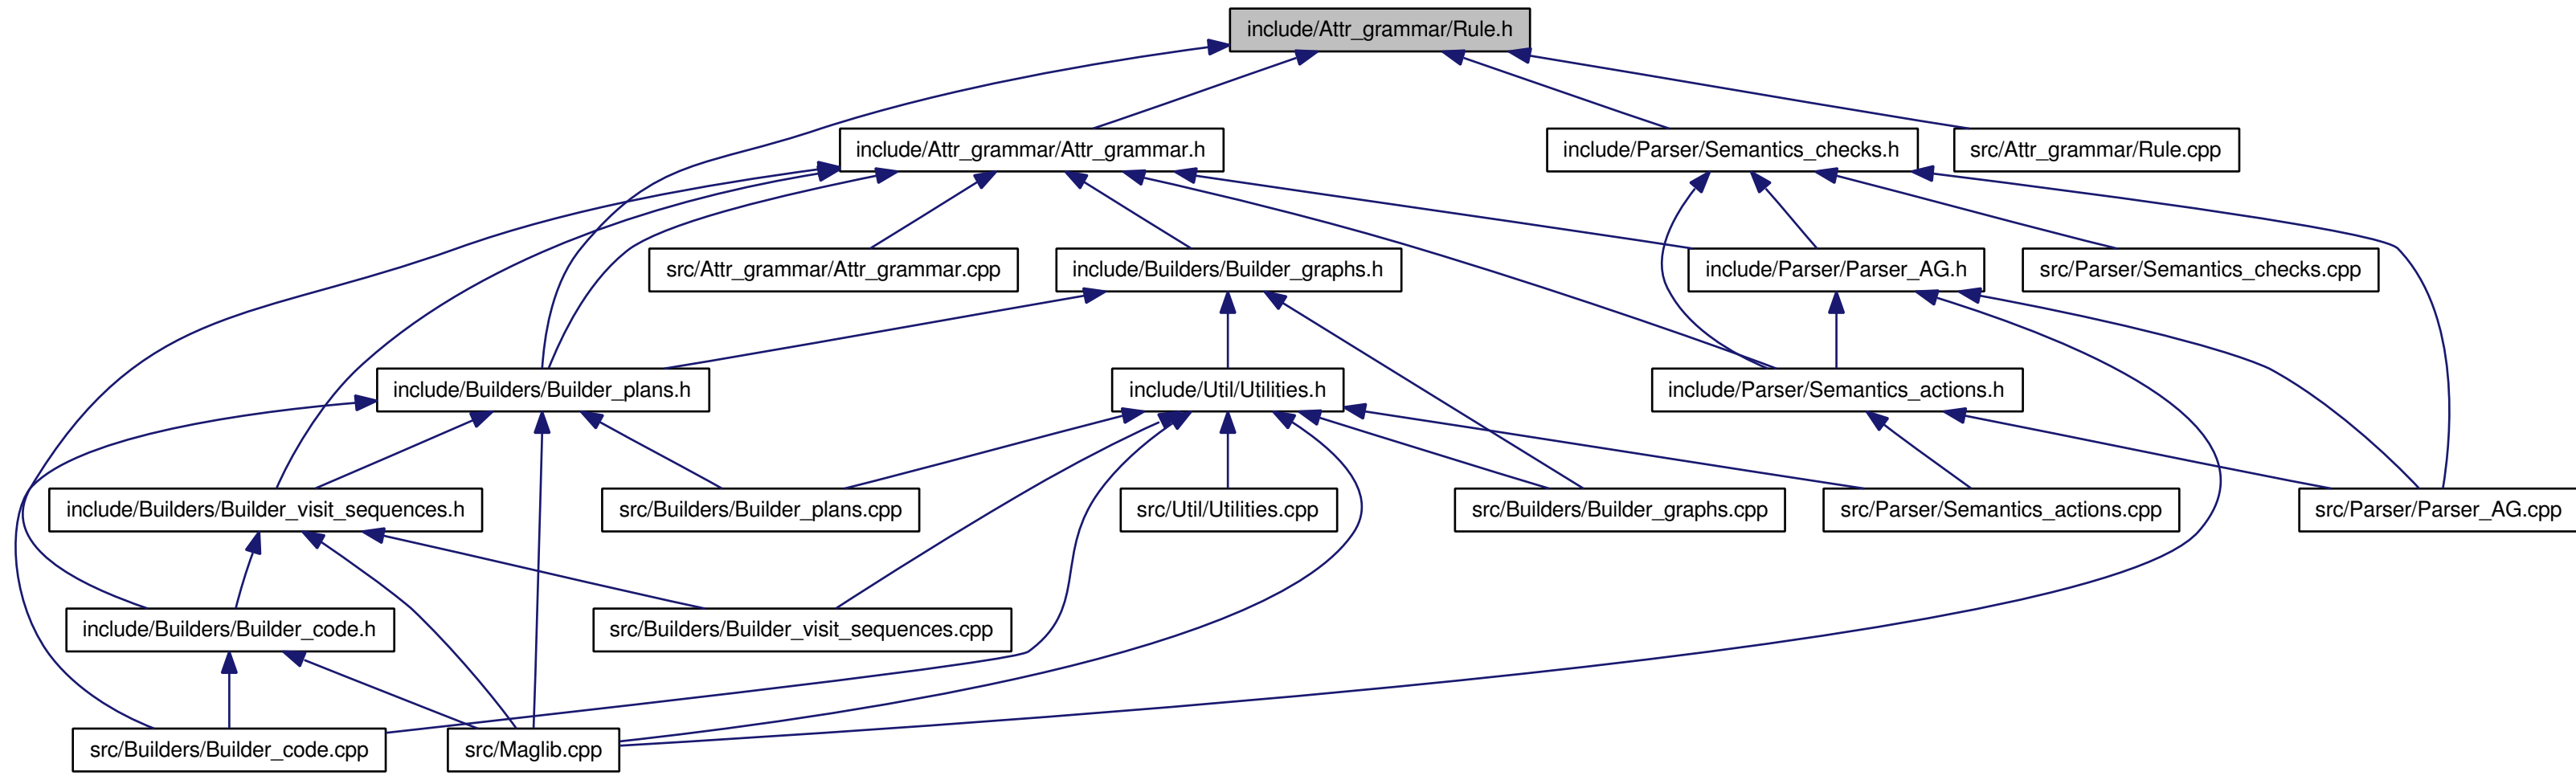 include/Attr_grammar/Rule.h
include/Attr_grammar/Attr_grammar.h
include/Parser/Semantics_checks.h
src/Attr_grammar/Rule.cpp
src/Attr_grammar/Attr_grammar.cpp
include/Builders/Builder_graphs.h
include/Parser/Parser_AG.h
src/Parser/Semantics_checks.cpp
include/Builders/Builder_plans.h
include/Util/Utilities.h
include/Parser/Semantics_actions.h
include/Builders/Builder_visit_sequences.h
src/Builders/Builder_plans.cpp
src/Util/Utilities.cpp
src/Builders/Builder_graphs.cpp
src/Parser/Semantics_actions.cpp
src/Parser/Parser_AG.cpp
include/Builders/Builder_code.h
src/Builders/Builder_visit_sequences.cpp
src/Builders/Builder_code.cpp
src/Maglib.cpp